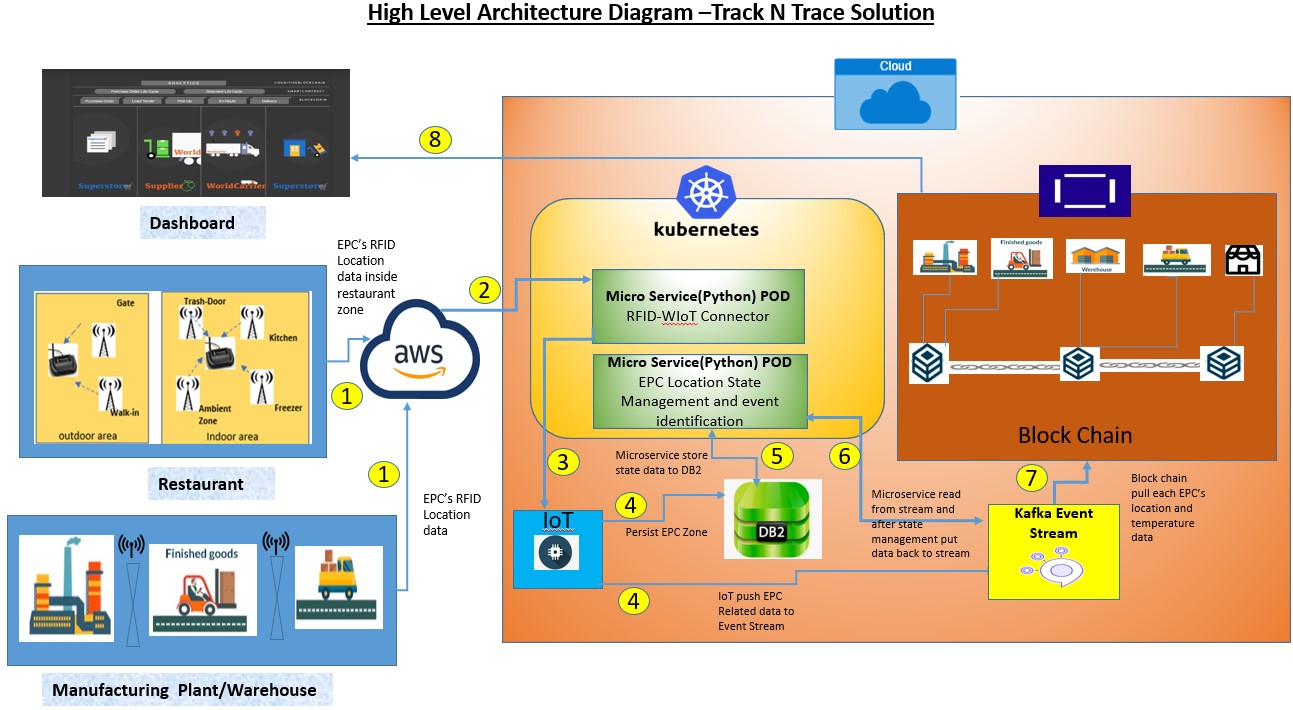 High Level Architecture Diagram –Track N Trace Solution
Cloud
ANALYTICS
COGNITIVE BLOCKCHAIN
Purchase Order Life Cycle
Shipment Life Cycle
SMARTCONTRACT
Purchase Order
Load Tender
Pick Up
En Route
Delivery
BLOCKCHAIN
Superstore
Supplier
World
WorldCarrier
Superstore
Dashboard
8
kubernetes
Micro Service(Python) POD
RFID-WIoT Connector
Micro Service(Python) POD
EPC Location State
Management and event
identification
Finished goods
Werehouse
Block Chain
EPC's RFID
Location
data inside
restaurant
zone
2
aws
1
Gate
Walk-in
outdoor area
Trash-Door
Kitchen
Ambient
Zone
Freezer
Indoor area
Restaurant
1
EPC's RFID
Location
data
Finished goods
Manufacturing Plant/Warehouse
3
Microservice store
state data to DB2
5
6
IoT
4
Persist EPC Zone
DB2
Microservice read
from stream and
after state
management put
data back to stream
7
Block chain
pull each EPC's
location and
temperature
data
Kafka Event
Stream
4
IoT push EPC
Related data to
Event Stream